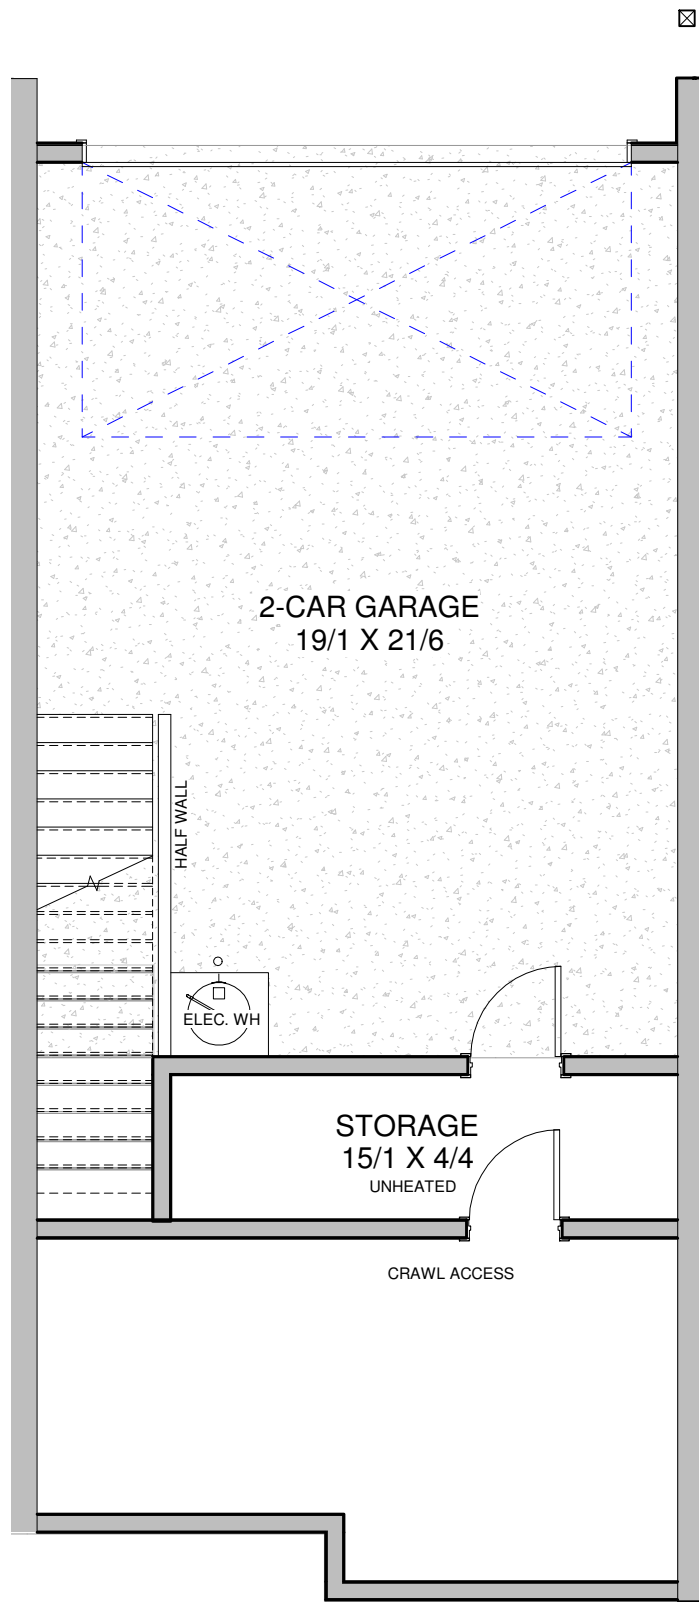 2-CAR GARAGE
19/1 X 21/6
HALF WALL
ELEC. WH
STORAGE
15/1 X 4/4
UNHEATED
CRAWL ACCESS